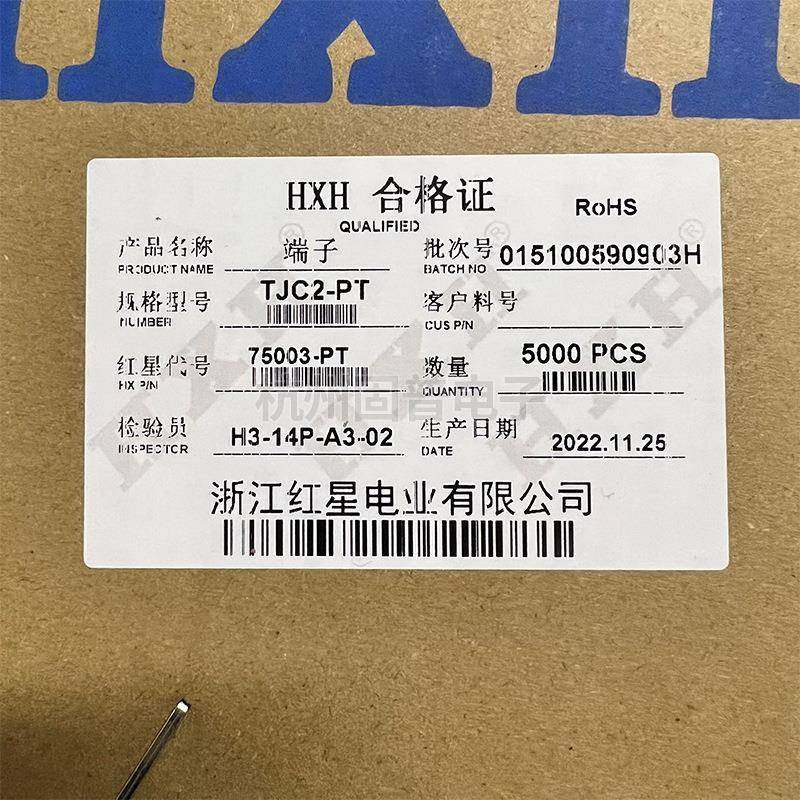 HXH
HXH 合格证
RoHS
QUALIFIED
产品名称 端子 批次号 015100590903H
PRODUCT NAME BATCH NO
规格型号 TJC2-PT 客户料号
NUMBER CUS P/N
红星代号 75003-PT 数量 5000 PCS
HX P/N QUANTITY
杭州固普电子
检验员 H3-14P-A3-02 生产日期 2022.11.25
INSPECTOR DATE
浙江红星电业有限公司